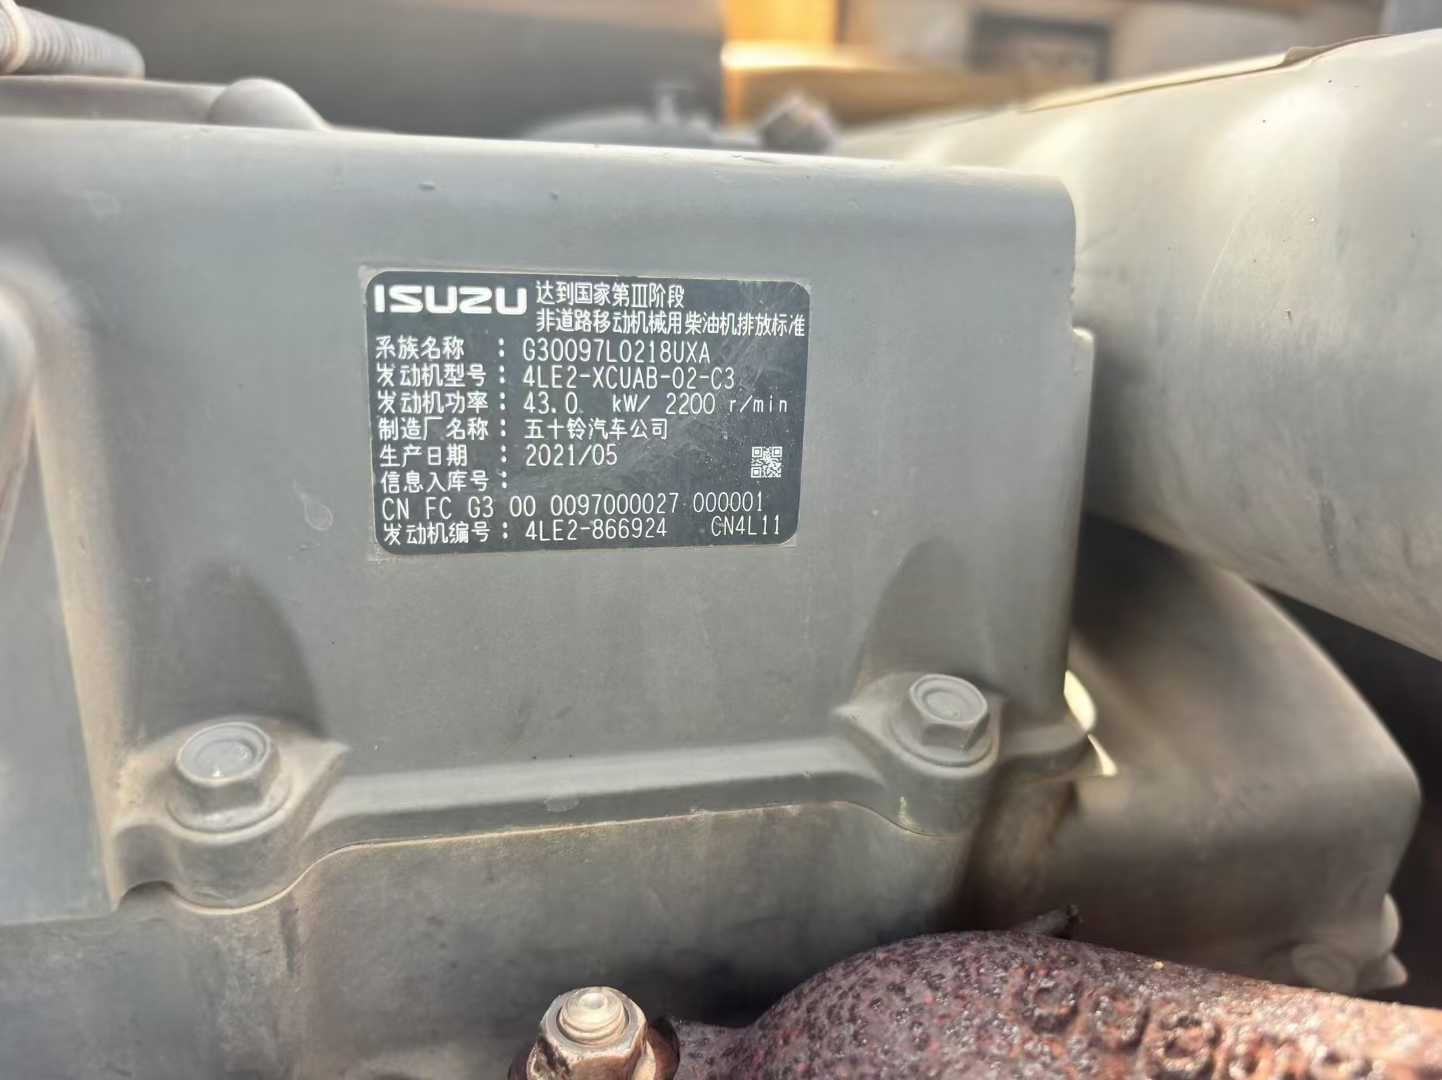 ISUZU 达到国家第III阶段
非道路移动机械用柴油机排放标准
系族名称 : G30097L0218UXA
发动机型号: 4LE2-XCUAB-02-C3
发动机功率: 43.0 kW/ 2200 r/min
制造厂名称: 五十铃汽车公司
生产日期 : 2021/05
信息入库号:
CN FC G3 00 0097000027 000001
发动机编号: 4LE2-866924 CN4L11